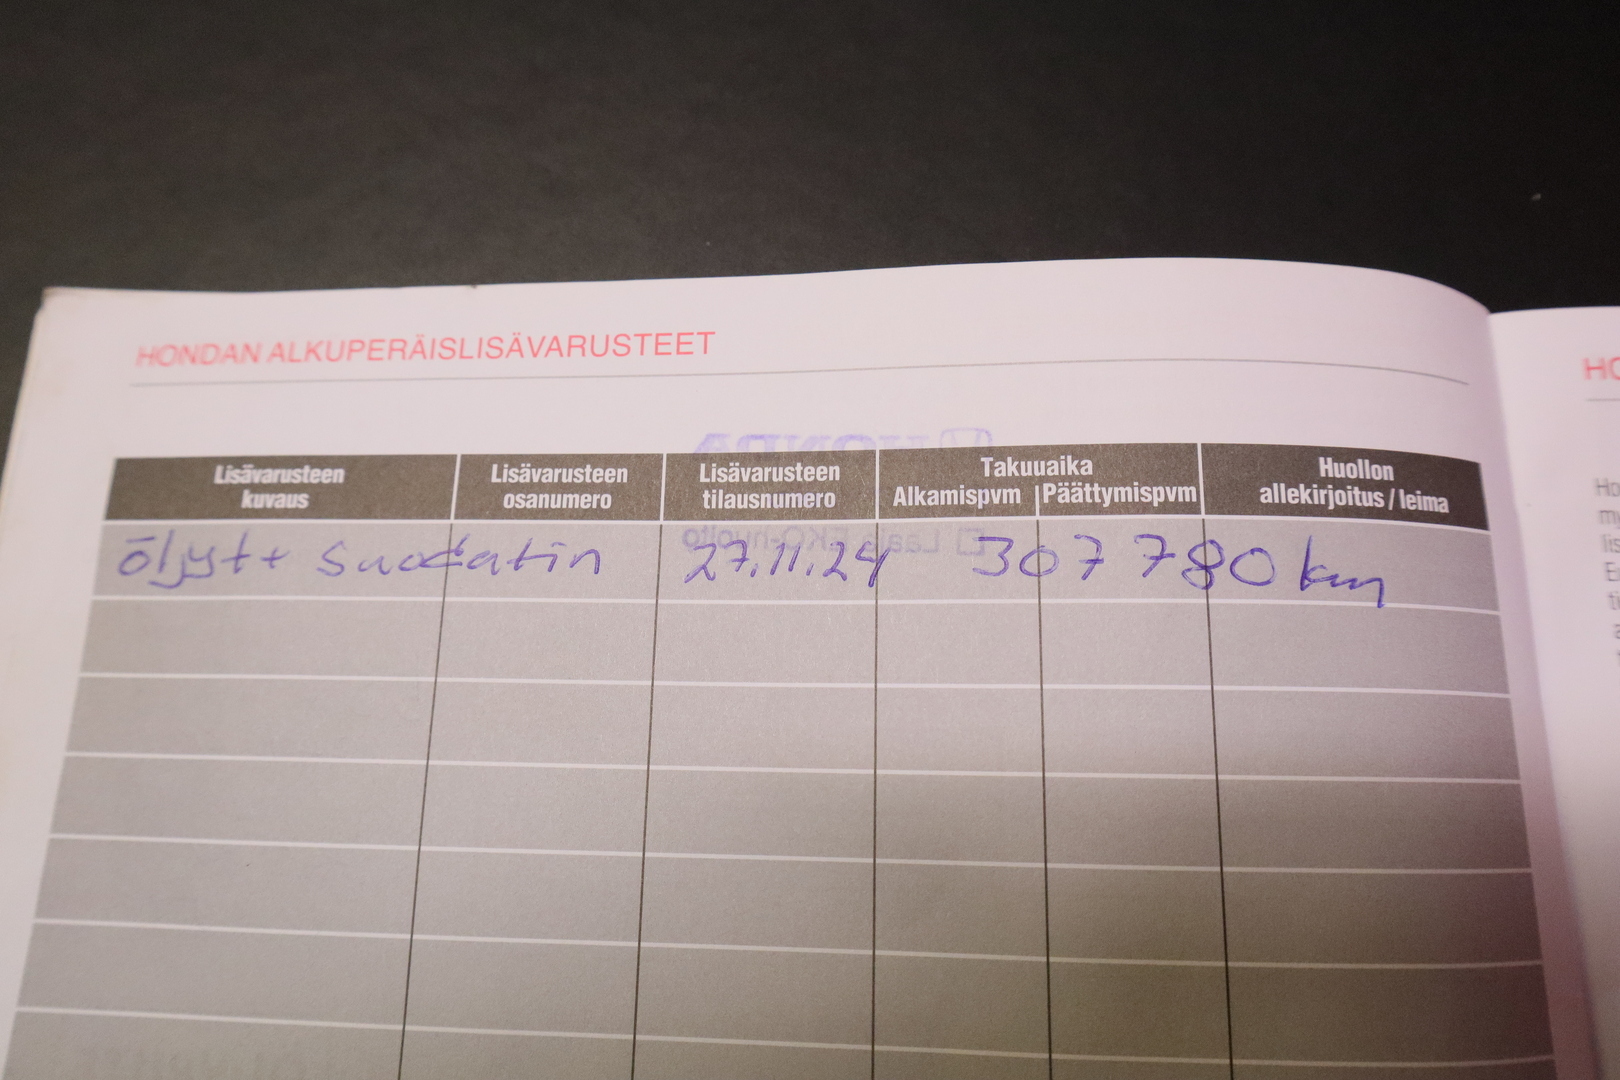 HONDAN ALKUPERÄISLISÄVARUSTEET
Lisävarusteen kuvaus
Lisävarusteen osanumero
Lisävarusteen tilausnumero
Takuuaika
Alkamispvm
Päättymispvm
Huollon allekirjoitus / leima
öljyt + suodatin 27.11.24 307 780 km